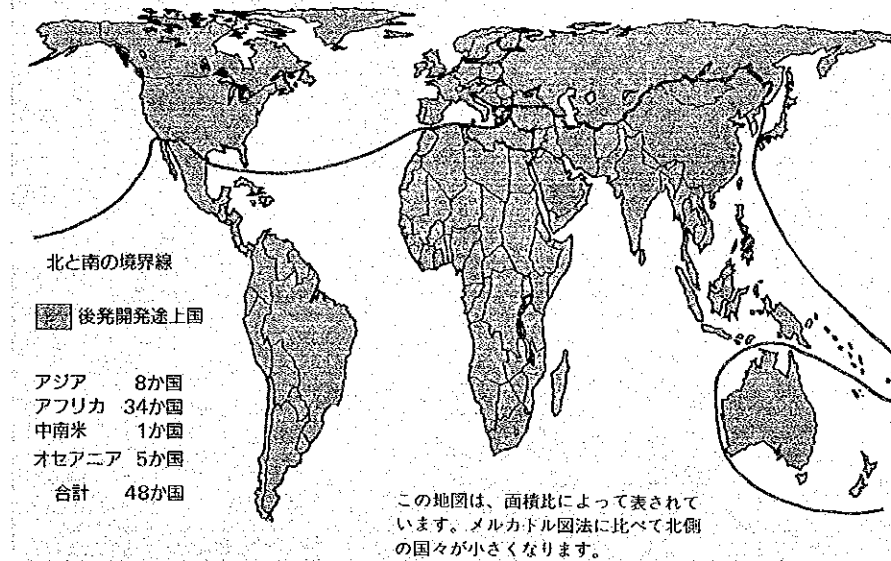 北と南の境界線
後発開発途上国
アジア 8か国
アフリカ 34か国
中南米 1か国
オセアニア 5か国
合計 48か国
この地図は、面積比によって表されて
います。メルカトル図法に比べて北側
の国々が小さくなります。